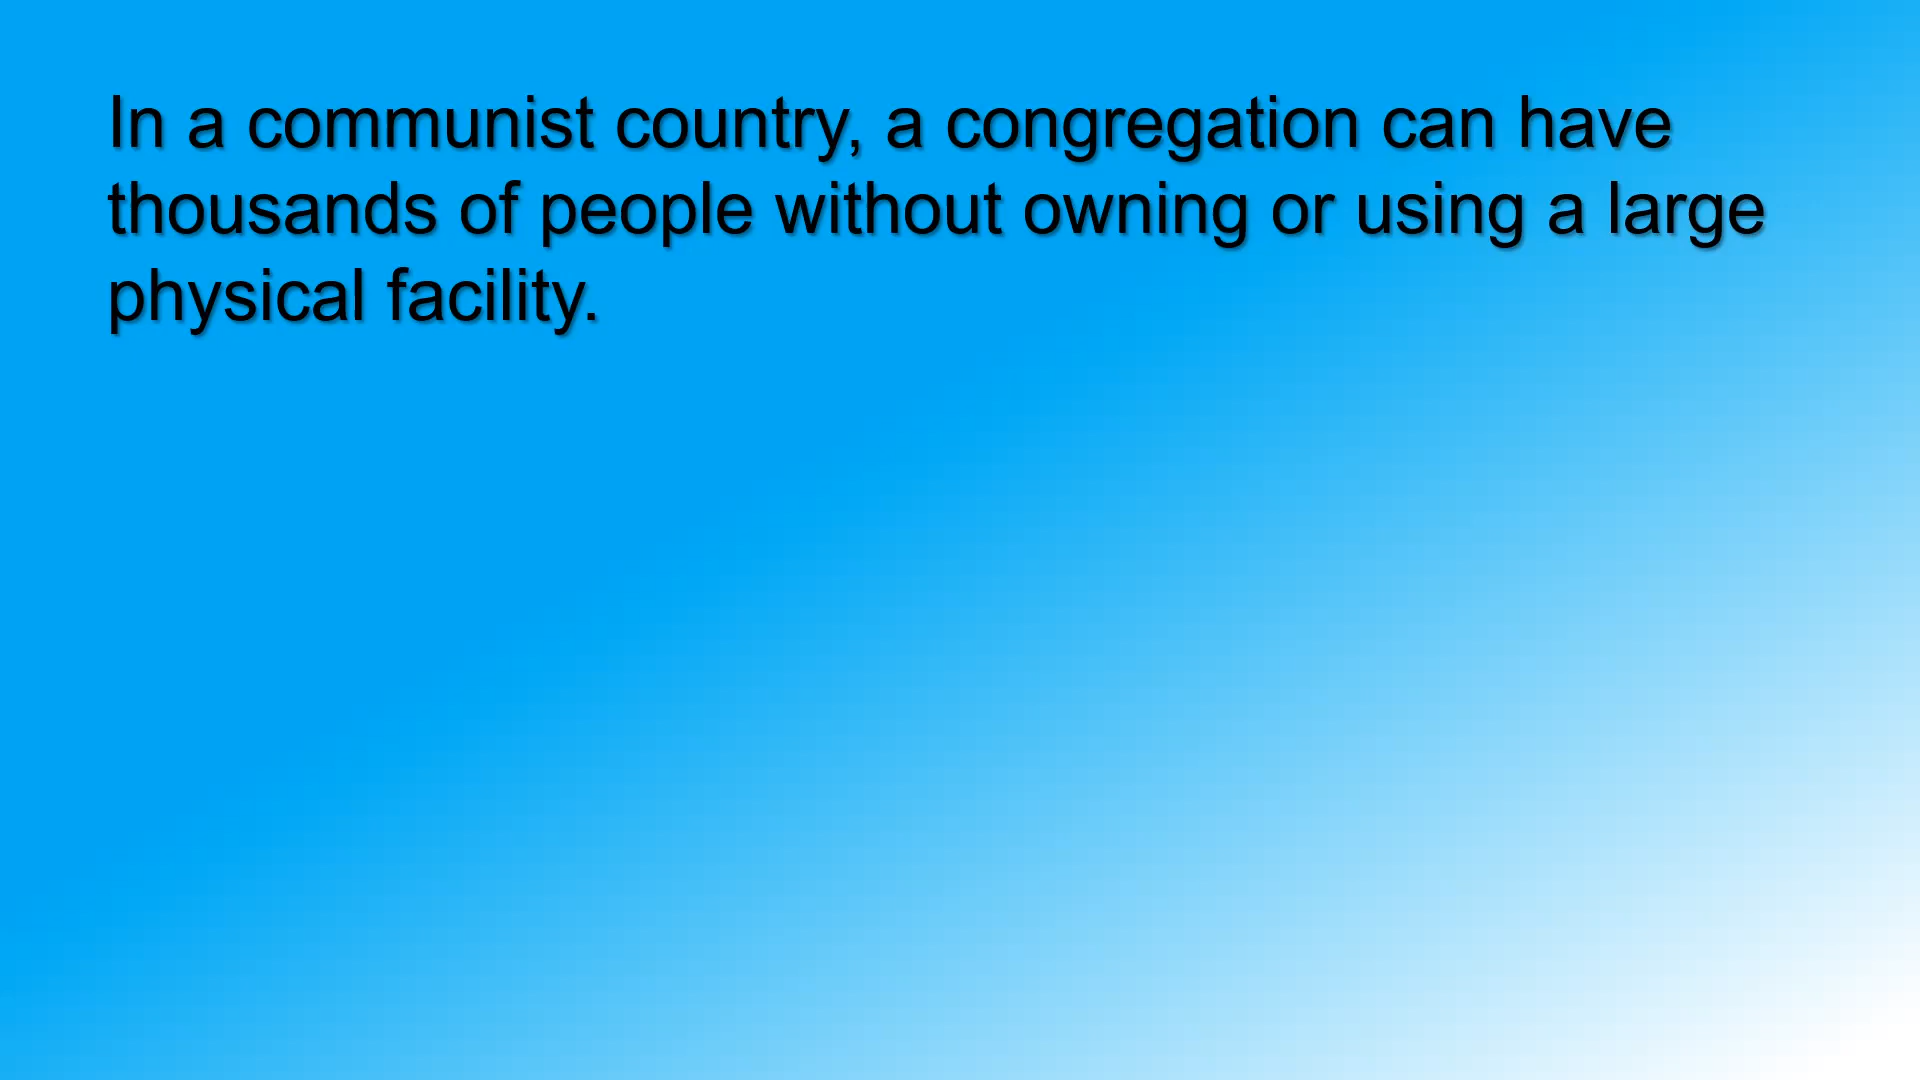 In a communist country, a congregation can have
thousands of people without owning or using a large
physical facility.